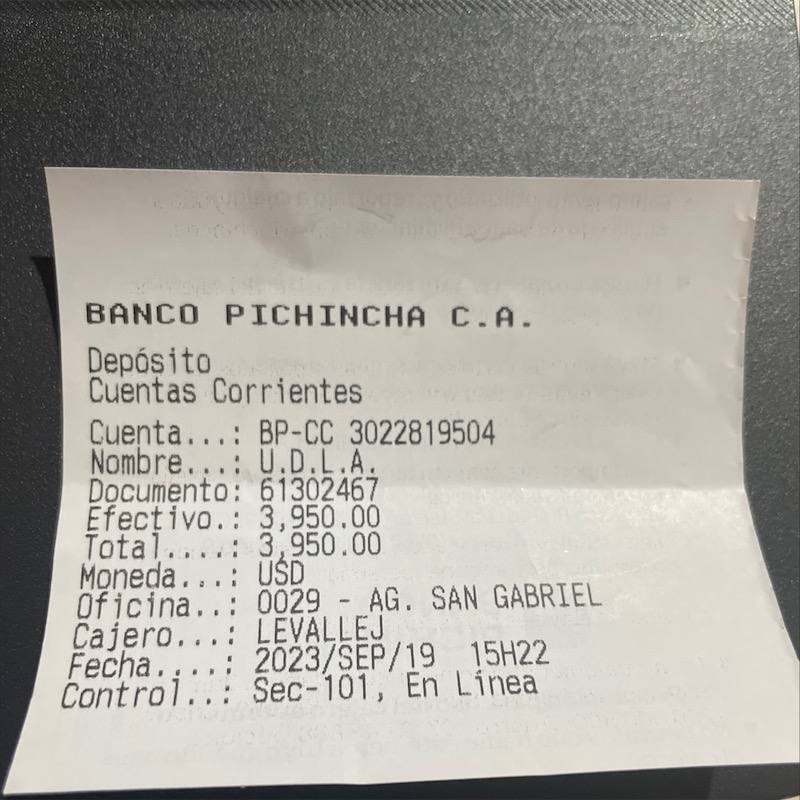 BANCO PICHINCHA C.A.
Depósito
Cuentas Corrientes
Cuenta...: BP-CC 3022819504
Nombre...: U.D.L.A.
Documento: 61302467
Efectivo.: 3,950.00
Total....: 3,950.00
Moneda...: USD
Oficina..: 0029 - AG. SAN GABRIEL
Cajero...: LEVALLEJ
Fecha....: 2023/SEP/19 15H22
Control..: Sec-101, En Línea